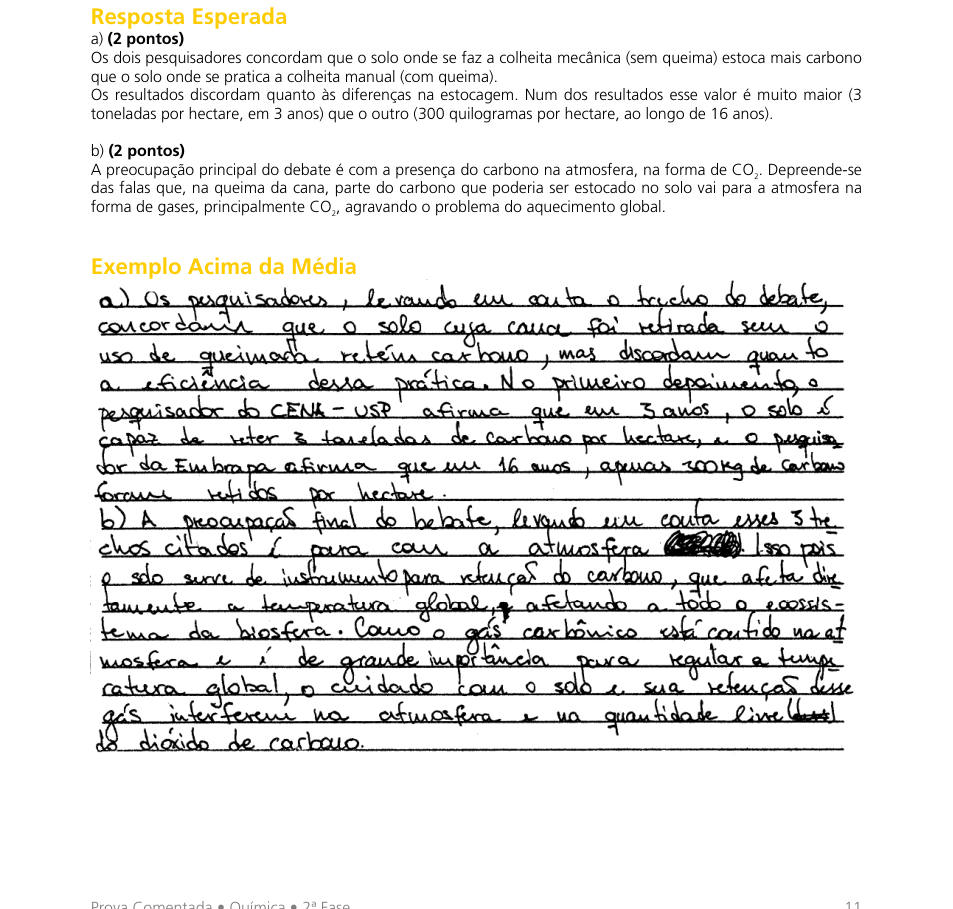 Resposta Esperada
a) (2 pontos)
Os dois pesquisadores concordam que o solo onde se faz a colheita mecânica (sem queima) estoca mais carbono
que o solo onde se pratica a colheita manual (com queima).
Os resultados discordam quanto às diferenças na estocagem. Num dos resultados esse valor é muito maior (3
toneladas por hectare, em 3 anos) que o outro (300 quilogramas por hectare, ao longo de 16 anos).
b) (2 pontos)
A preocupação principal do debate é com a presença do carbono na atmosfera, na forma de CO₂. Depreende-se
das falas que, na queima da cana, parte do carbono que poderia ser estocado no solo vai para a atmosfera na
forma de gases, principalmente CO₂, agravando o problema do aquecimento global.
Exemplo Acima da Média
a) Os pesquisadores, levando em conta o trecho do debate,
concordam que o solo cuja cana foi retirada sem o
uso de queimada retém carbono, mas discordam quanto
a eficiência dessa prática. No primeiro depoimento, o
pesquisador do CENA - USP afirma que em 3 anos, o solo é
capaz de reter 3 toneladas de carbono por hectare, e o pesquisa
dor da Embrapa afirma que em 16 anos, apenas 300 kg de carbono
foram retidos por hectare.
b) A preocupação final do bebate, levando em conta esses 3 tre
chos citados é para com a atmosfera. Isso pois
o solo serve de instrumento para retenção do carbono, que afeta dire
tamente a temperatura global, afetando a todo o ecossis-
tema da biosfera. Como o gás carbônico está contido na at
mosfera e é de grande importância para regular a tempe
ratura global, o cuidado com o solo e sua retenção desse
gás interferem na atmosfera e na quantidade livre
do dióxido de carbono.
Prova Comentada • Química • 2ª Fase 11